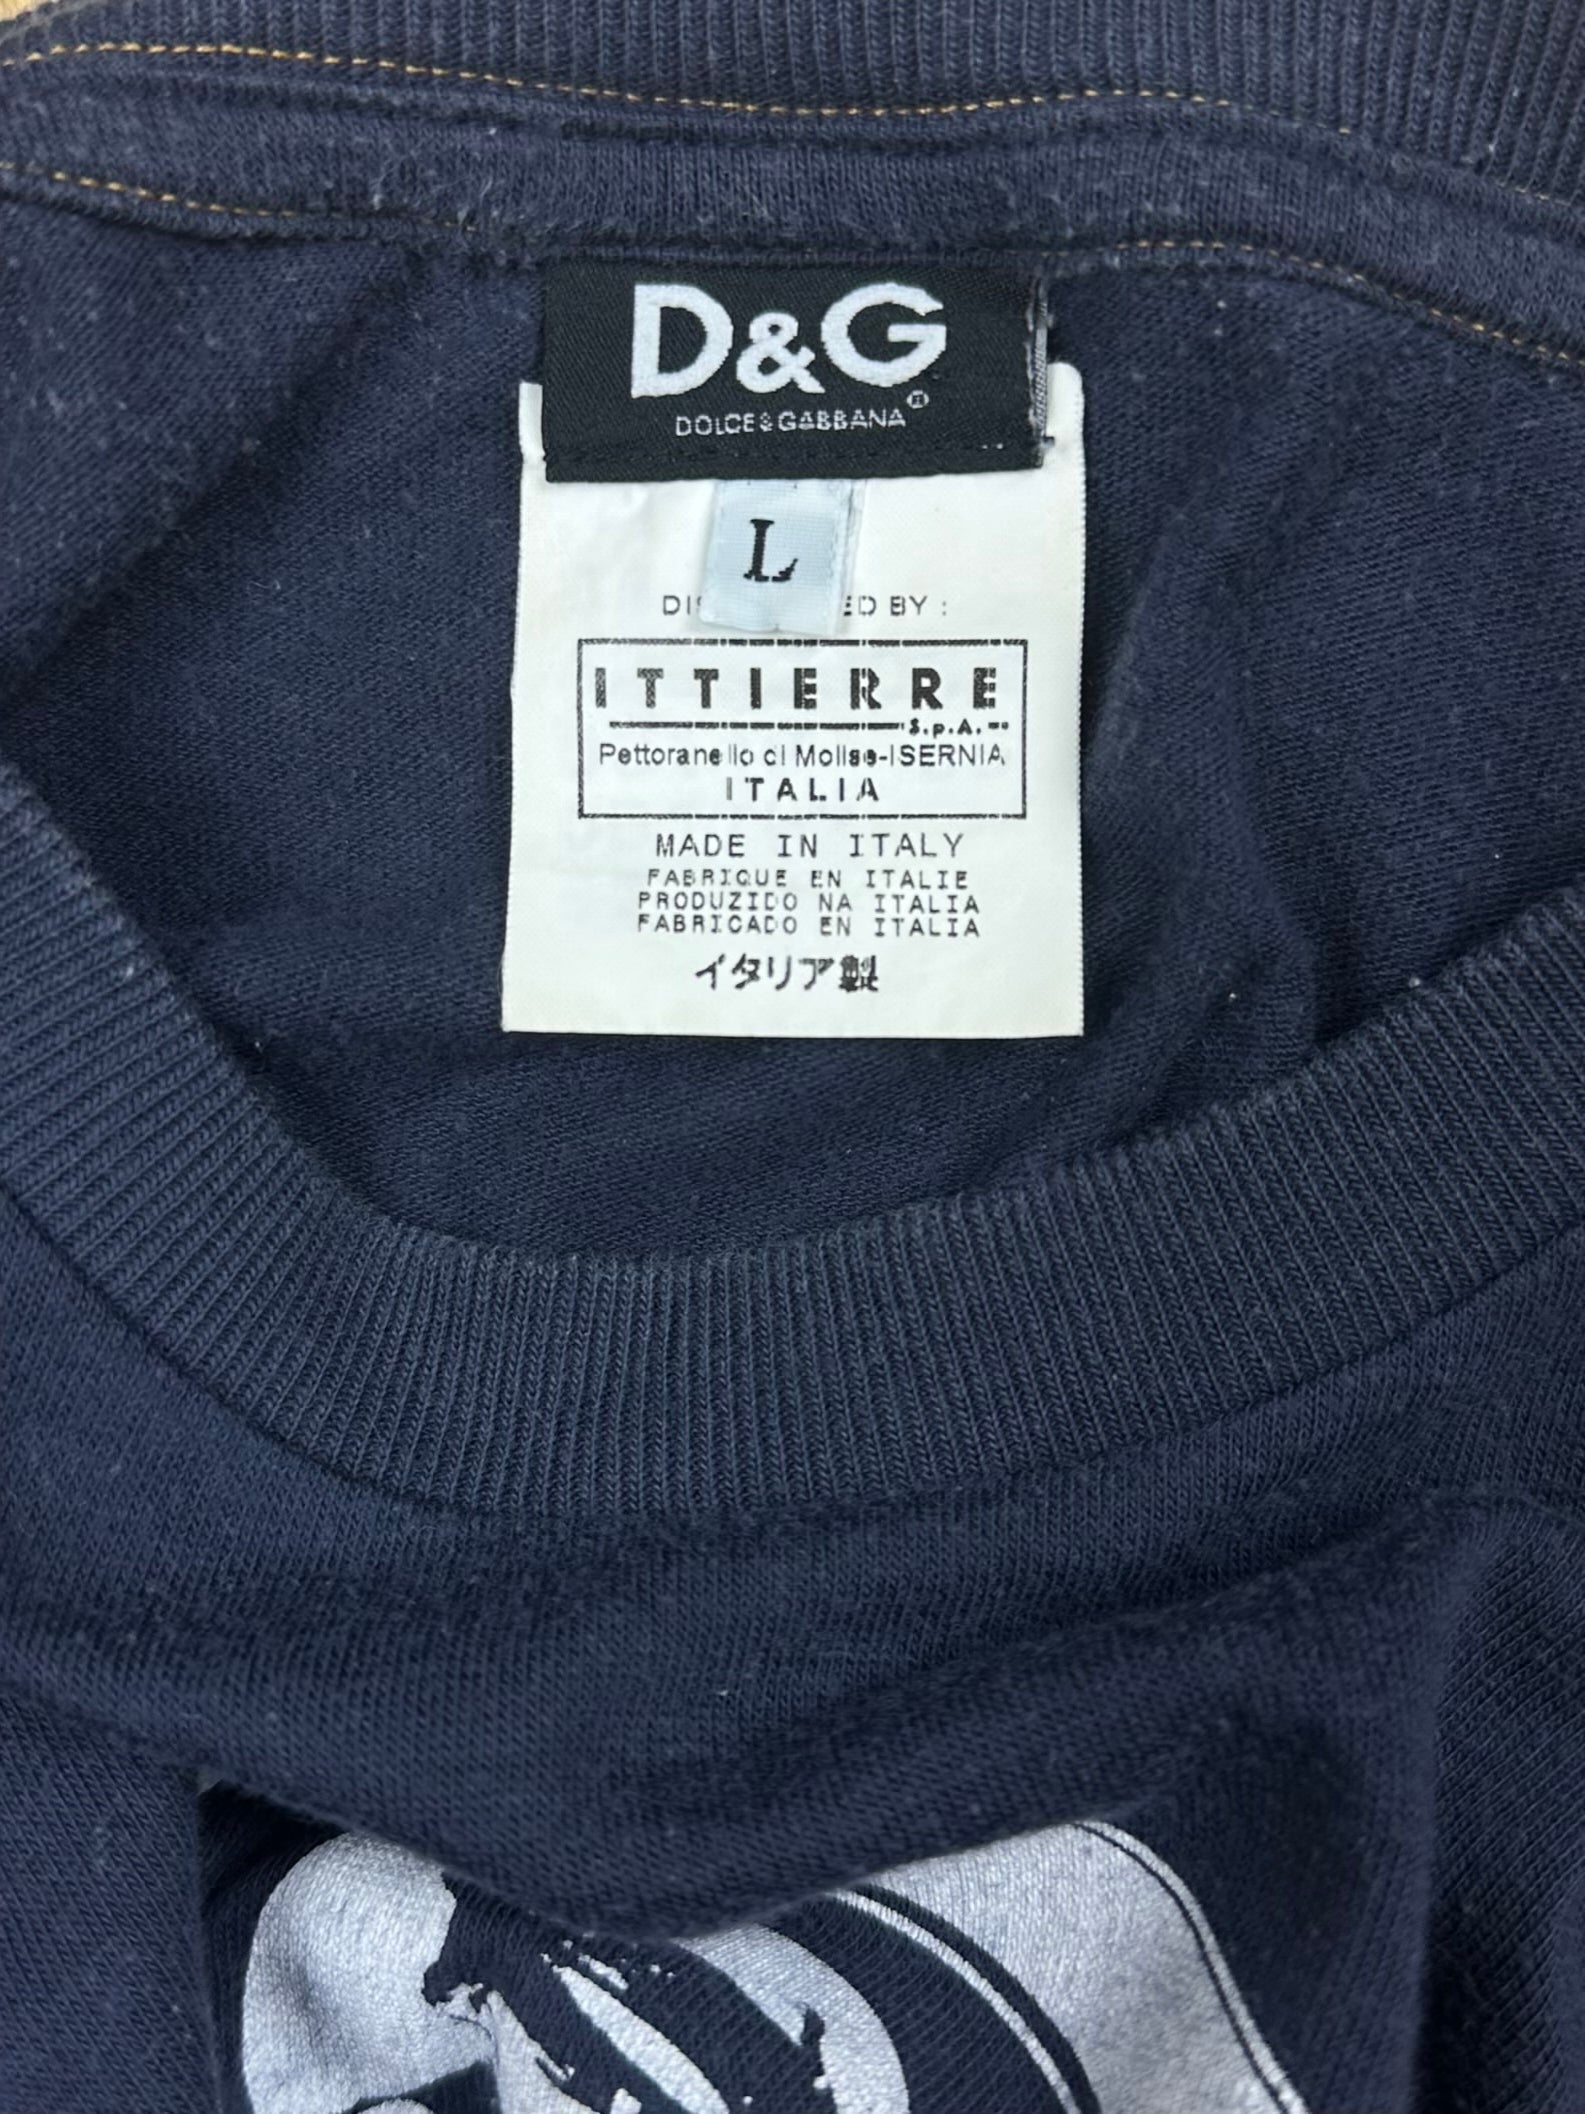 D&G
DOLCE&GABBANA®
L
BY :
ITTIERRE
S.p.A.
Pettoranello di Molise-ISERNIA
ITALIA
MADE IN ITALY
FABRIQUE EN ITALIE
PRODUZIDO NA ITALIA
FABRICADO EN ITALIA
イタリア製